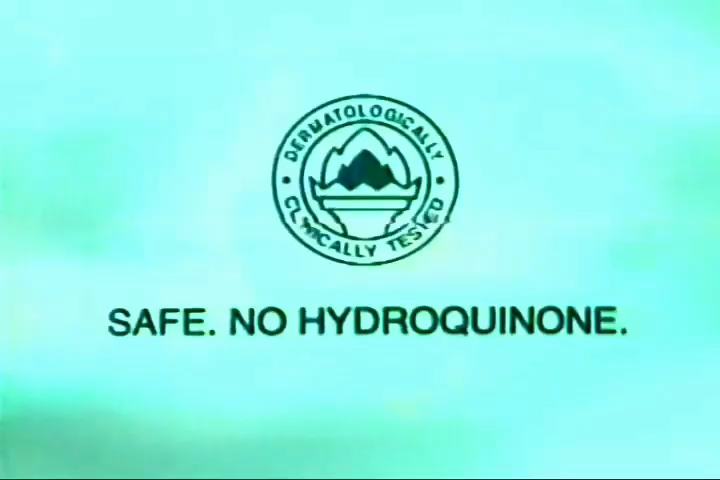 DERMATOLOGICALLY
CLINICALLY TESTED
SAFE. NO HYDROQUINONE.